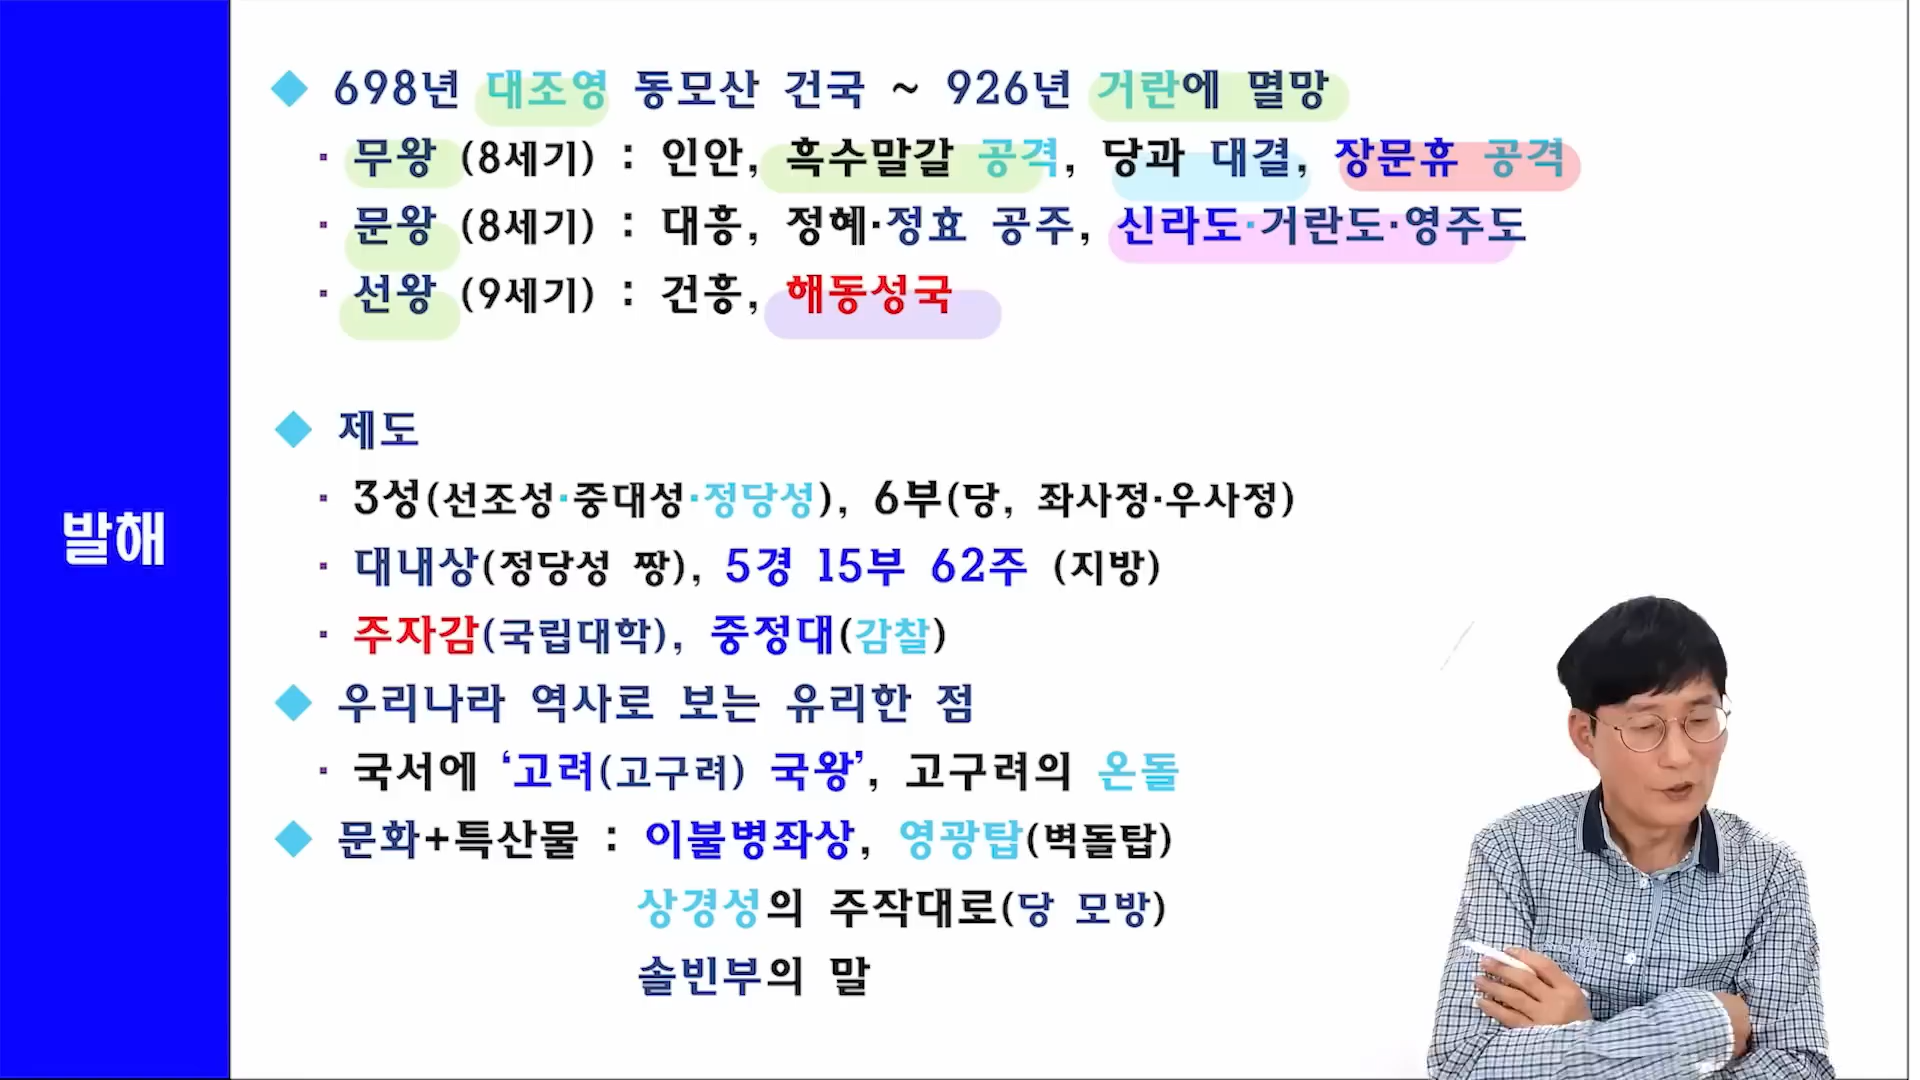 발해
◆ 698년 대조영 동모산 건국 ~ 926년 거란에 멸망
▪ 무왕 (8세기) : 인안, 흑수말갈 공격, 당과 대결, 장문휴 공격
▪ 문왕 (8세기) : 대흥, 정혜·정효 공주, 신라도·거란도·영주도
▪ 선왕 (9세기) : 건흥, 해동성국
◆ 제도
▪ 3성(선조성·중대성·정당성), 6부(당, 좌사정·우사정)
▪ 대내상(정당성 짱), 5경 15부 62주 (지방)
▪ 주자감(국립대학), 중정대(감찰)
◆ 우리나라 역사로 보는 유리한 점
▪ 국서에 ‘고려(고구려) 국왕’, 고구려의 온돌
◆ 문화+특산물 : 이불병좌상, 영광탑(벽돌탑)
상경성의 주작대로(당 모방)
솔빈부의 말